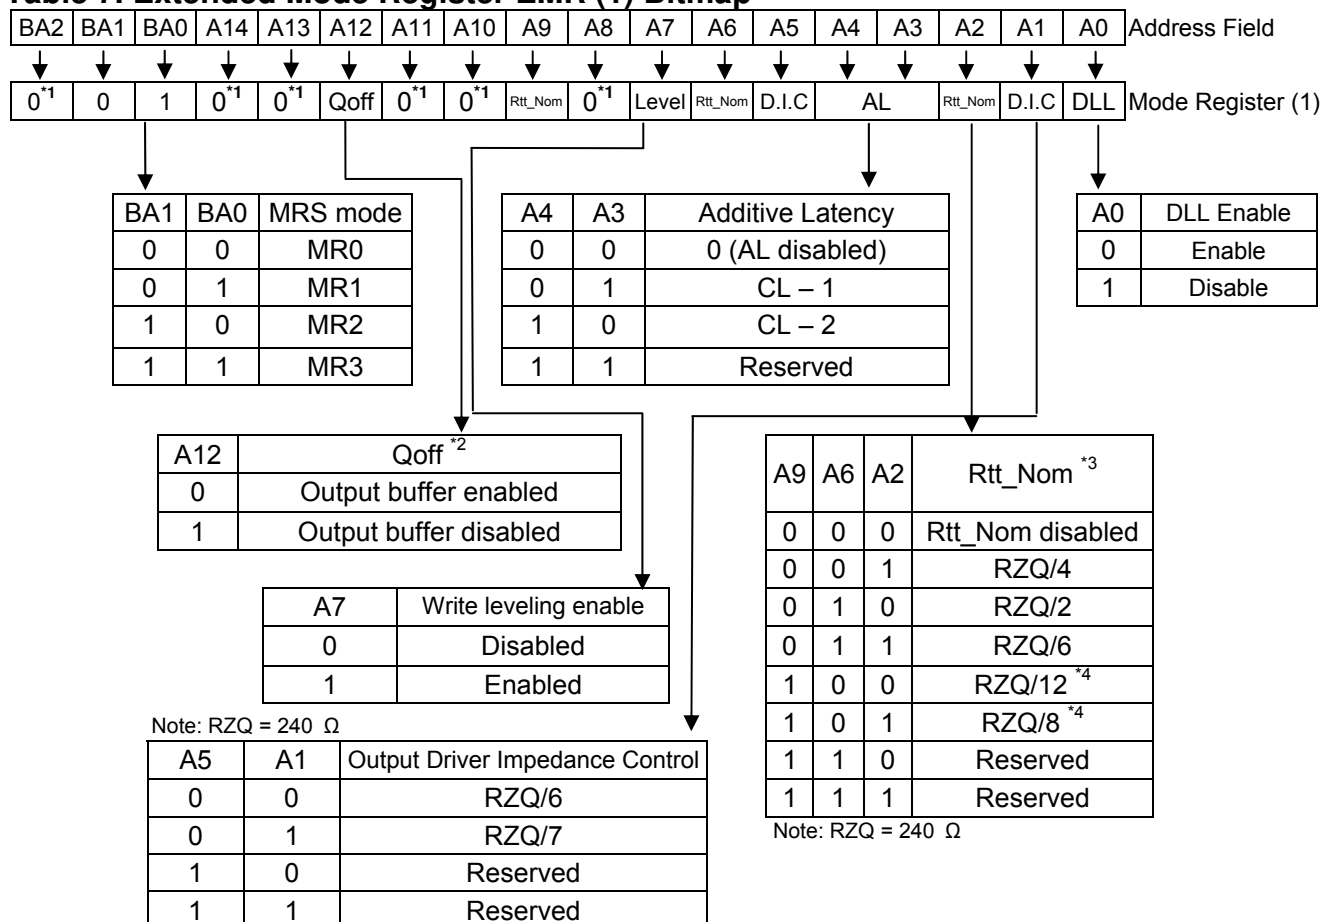 Table 7. Extended Mode Register EMR (1) Bitmap
BA2 BA1 BA0 A14 A13 A12 A11 A10 A9 A8 A7 A6 A5 A4 A3 A2 A1 A0 Address Field
0*1 0 1 0*1 0*1 Qoff 0*1 0*1 Rtt_Nom 0*1 Level Rtt_Nom D.I.C AL Rtt_Nom D.I.C DLL Mode Register (1)
BA1 BA0 MRS mode
0 0 MR0
0 1 MR1
1 0 MR2
1 1 MR3
A4 A3 Additive Latency
0 0 0 (AL disabled)
0 1 CL – 1
1 0 CL – 2
1 1 Reserved
A0 DLL Enable
0 Enable
1 Disable
A12 Qoff *2
0 Output buffer enabled
1 Output buffer disabled
A9 A6 A2 Rtt_Nom *3
0 0 0 Rtt_Nom disabled
0 0 1 RZQ/4
0 1 0 RZQ/2
0 1 1 RZQ/6
1 0 0 RZQ/12 *4
1 0 1 RZQ/8 *4
1 1 0 Reserved
1 1 1 Reserved
Note: RZQ = 240 Ω
A7 Write leveling enable
0 Disabled
1 Enabled
Note: RZQ = 240 Ω
A5 A1 Output Driver Impedance Control
0 0 RZQ/6
0 1 RZQ/7
1 0 Reserved
1 1 Reserved